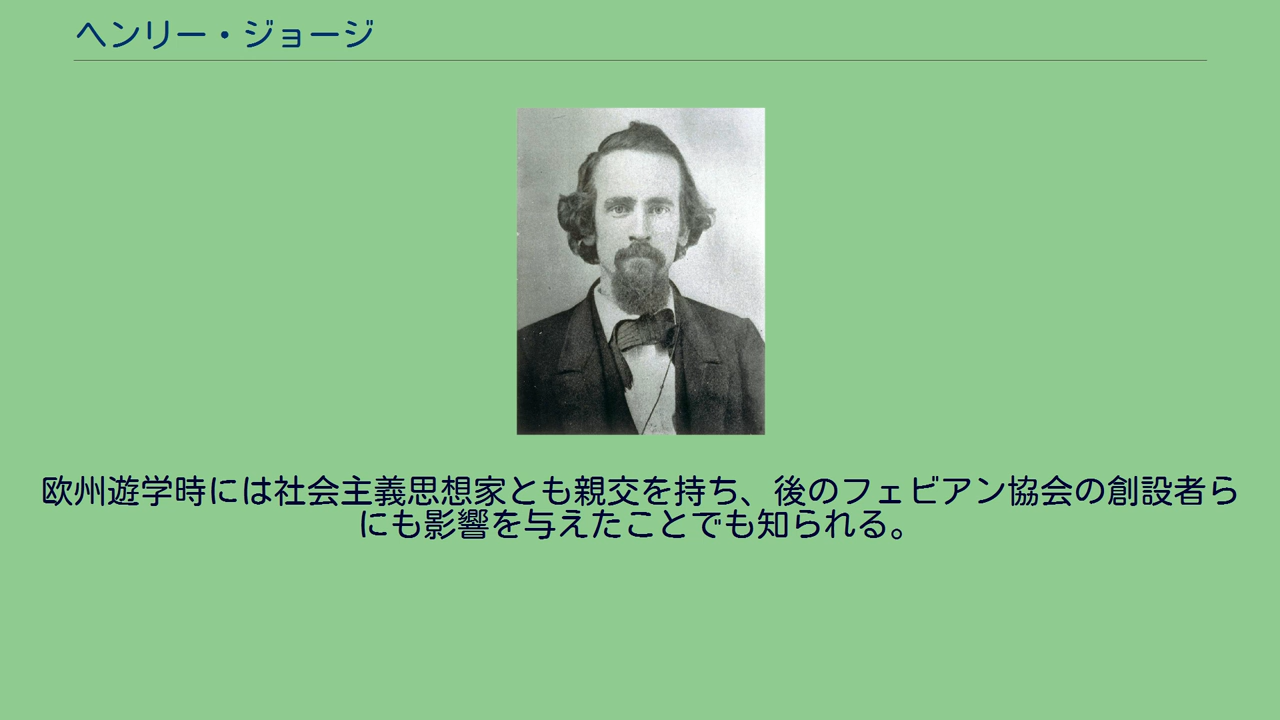 ヘンリー・ジョージ
欧州遊学時には社会主義思想家とも親交を持ち、後のフェビアン協会の創設者ら
にも影響を与えたことでも知られる。